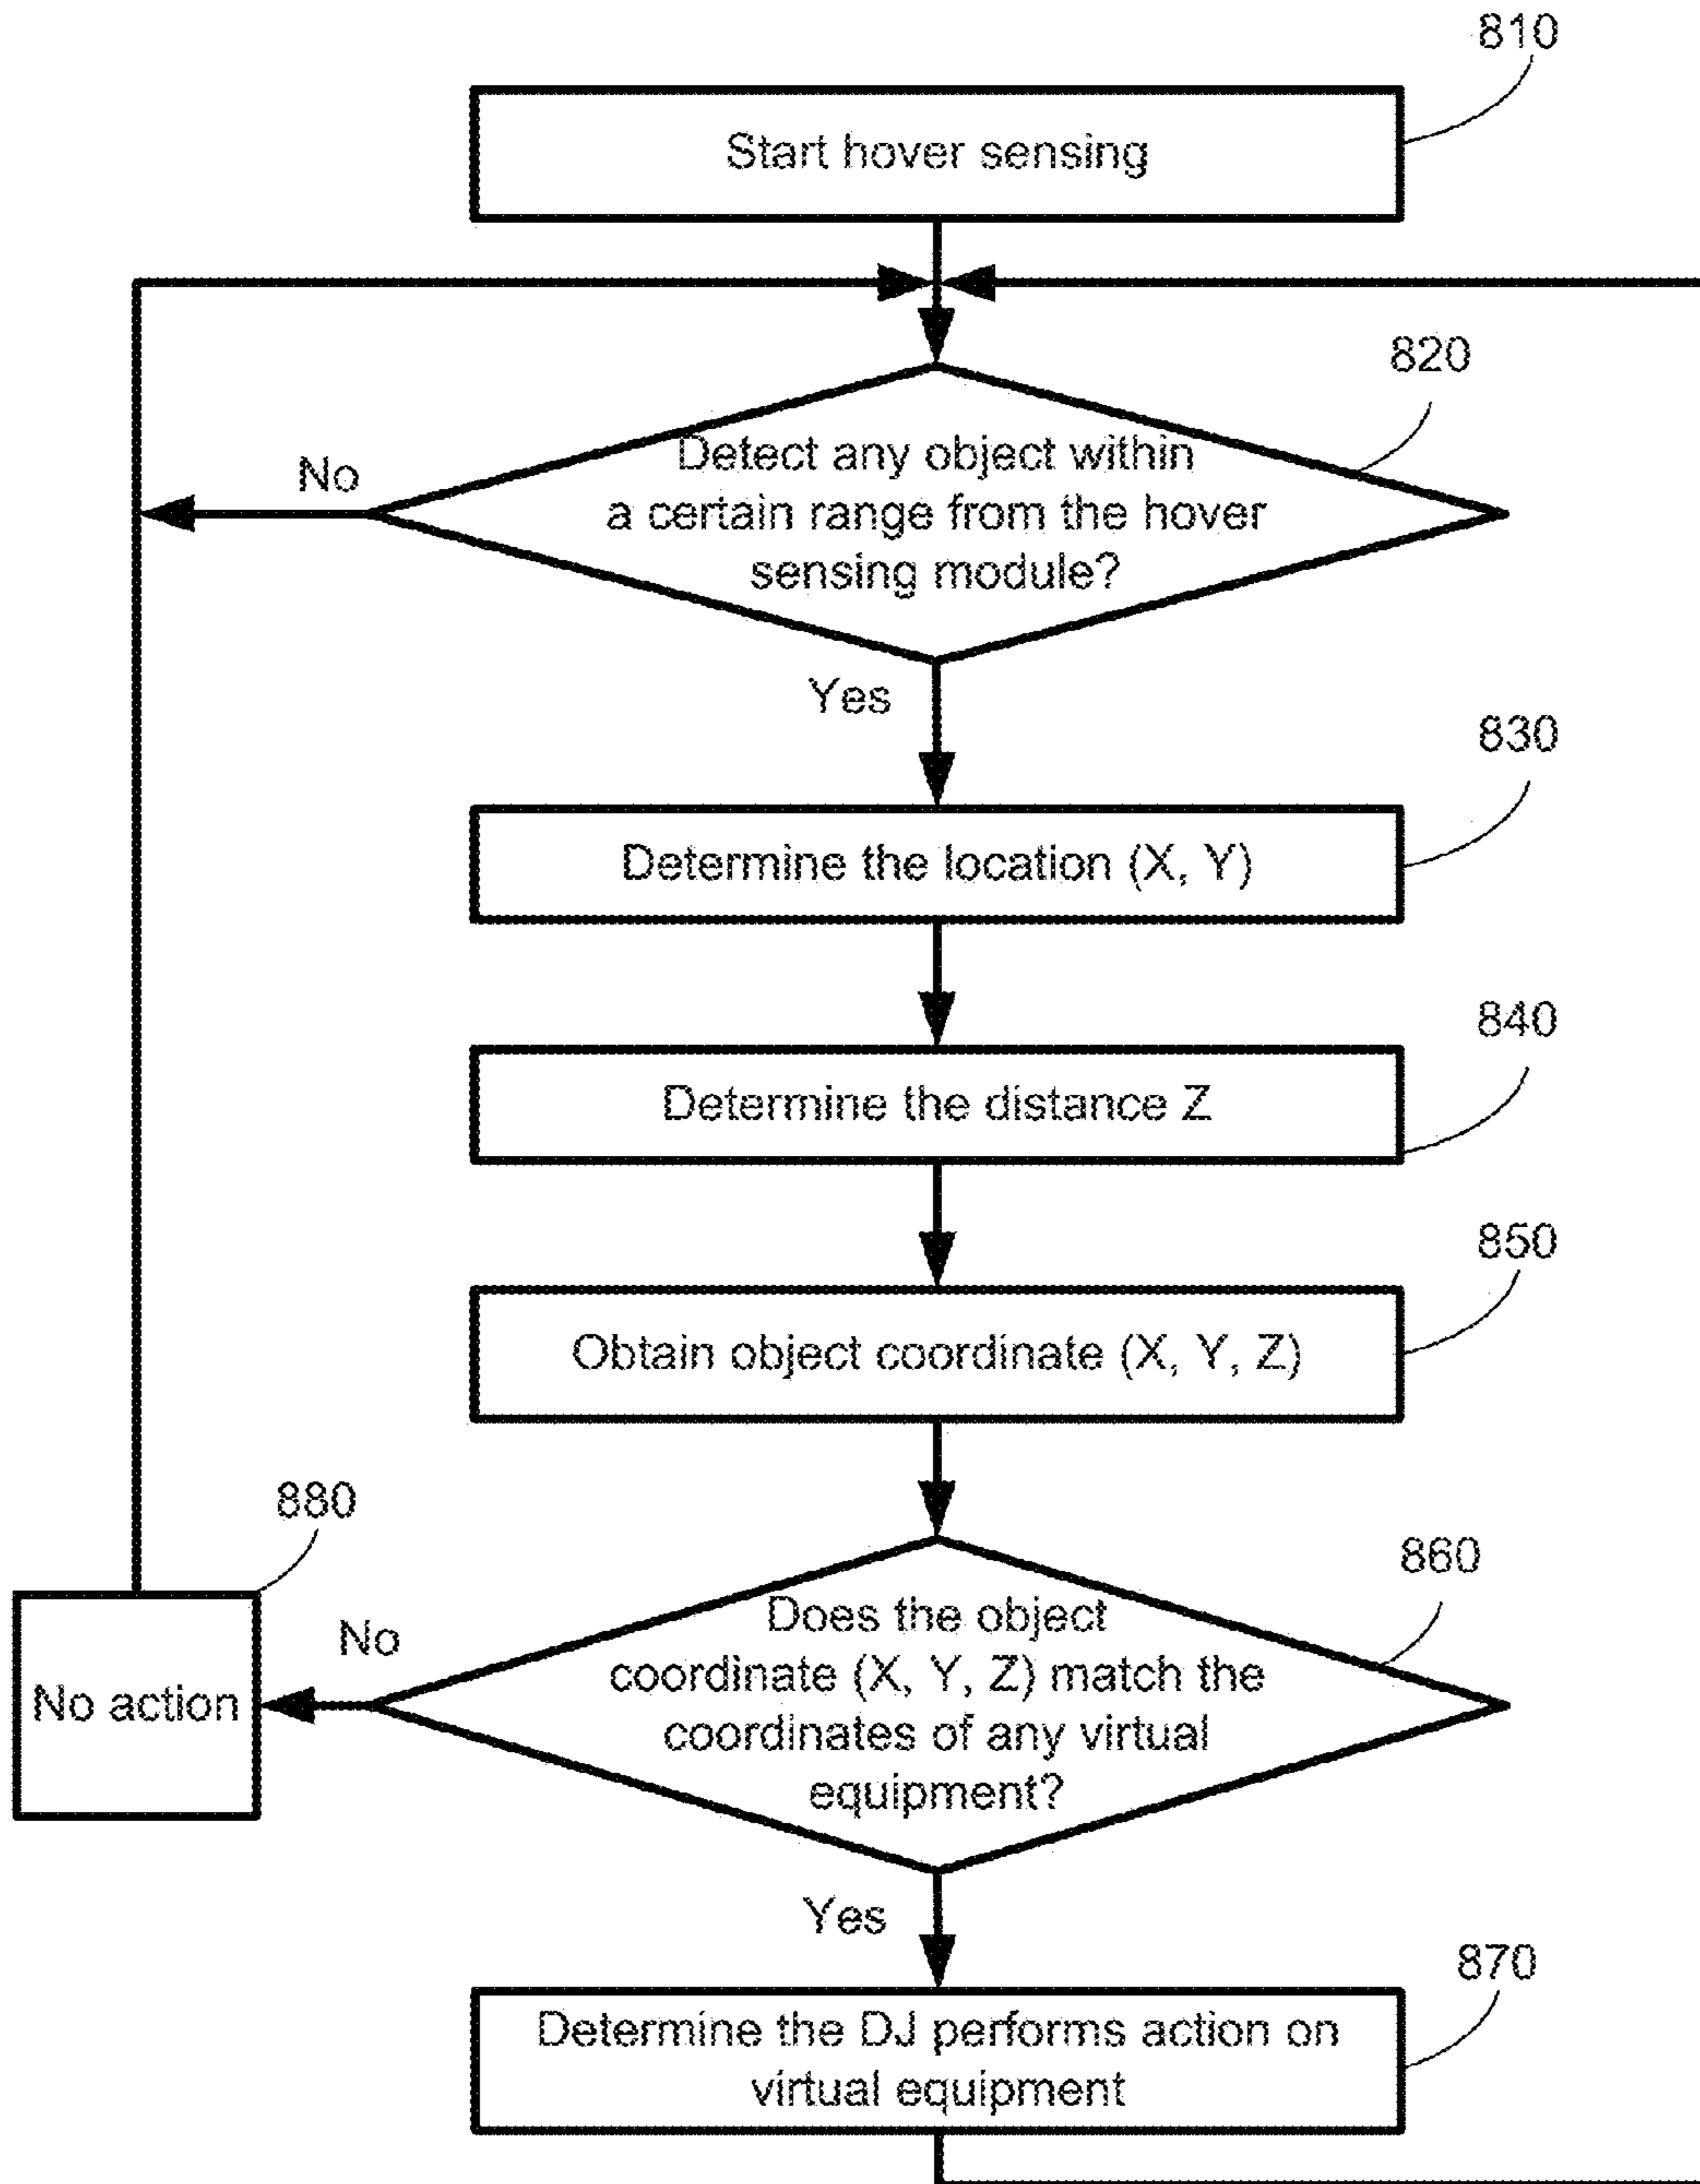 810
Start hover sensing
820
Detect any object within
a certain range from the hover
sensing module?
No
Yes
830
Determine the location (X, Y)
840
Determine the distance Z
850
Obtain object coordinate (X, Y, Z)
880
No action
No
860
Does the object
coordinate (X, Y, Z) match the
coordinates of any virtual
equipment?
Yes
870
Determine the DJ performs action on
virtual equipment